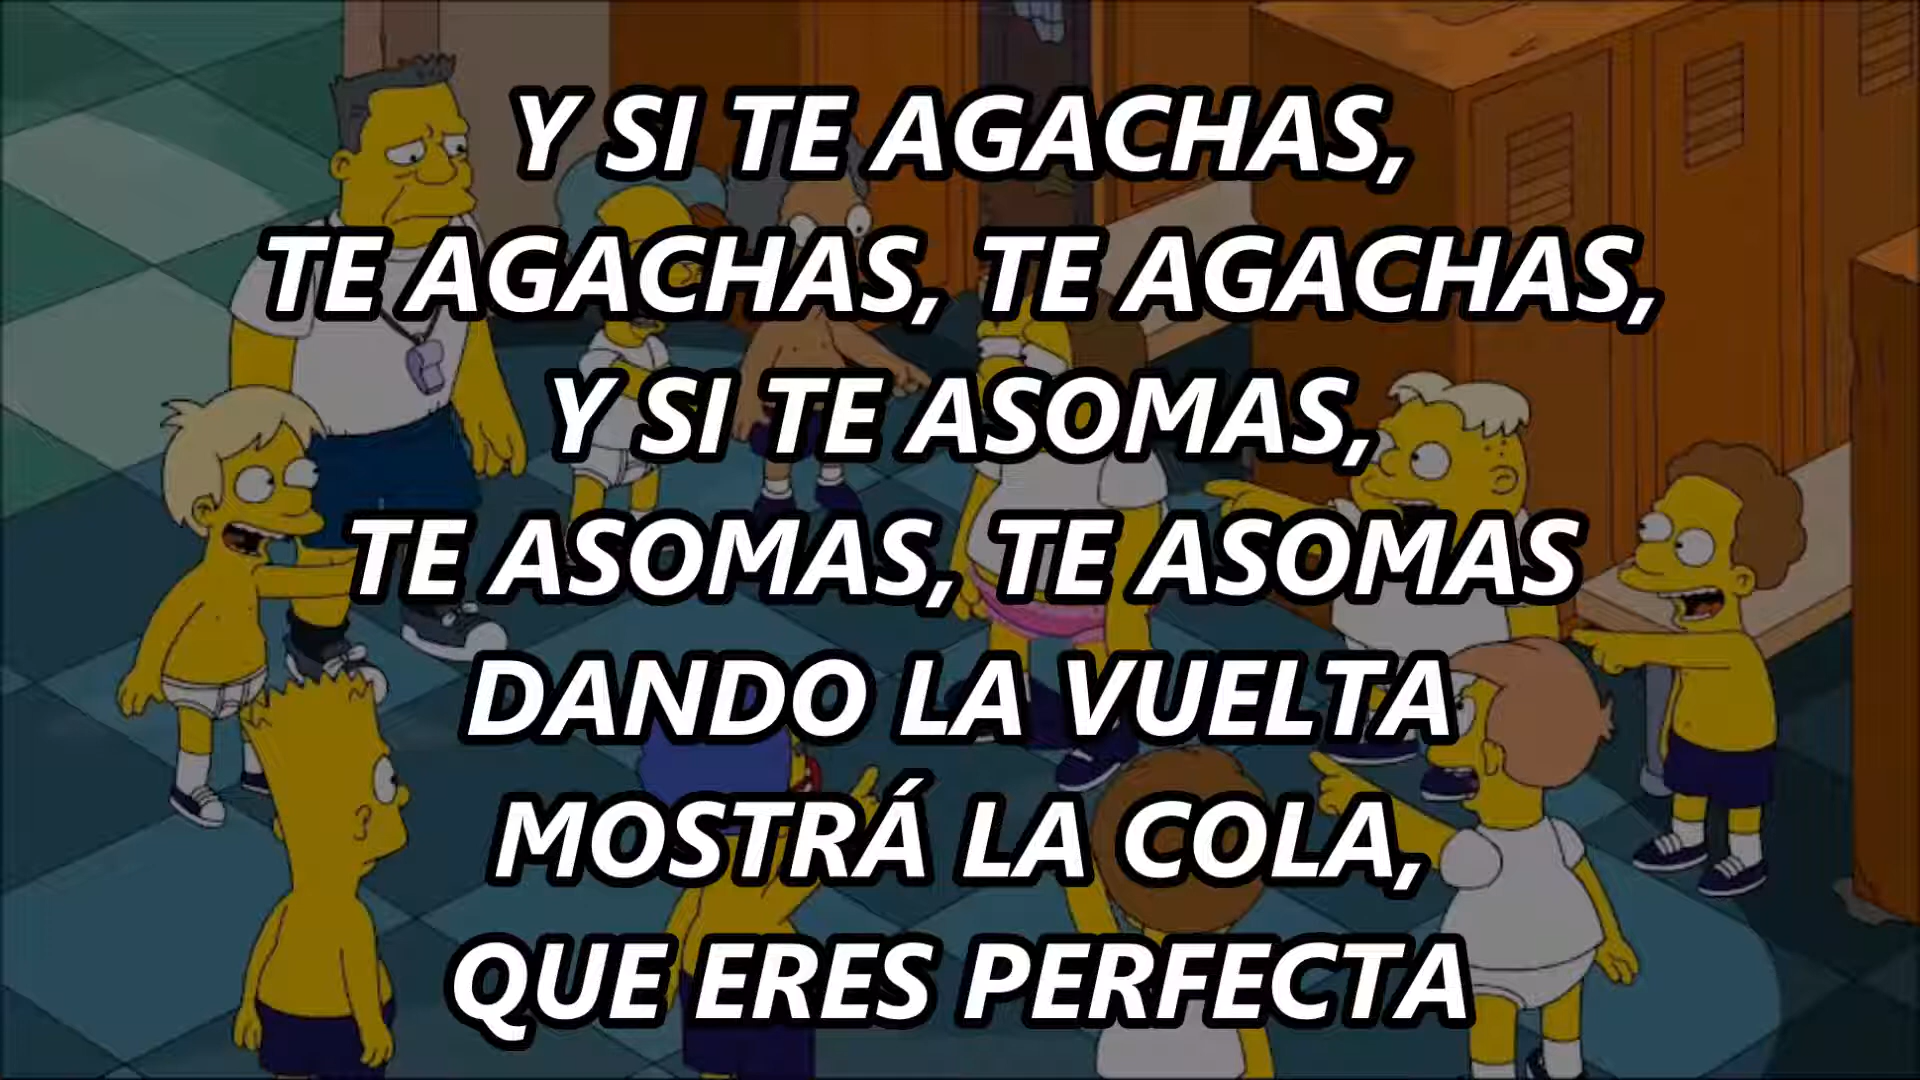 Y SI TE AGACHAS,
TE AGACHAS, TE AGACHAS,
Y SI TE ASOMAS,
TE ASOMAS, TE ASOMAS
DANDO LA VUELTA
MOSTRÁ LA COLA,
QUE ERES PERFECTA